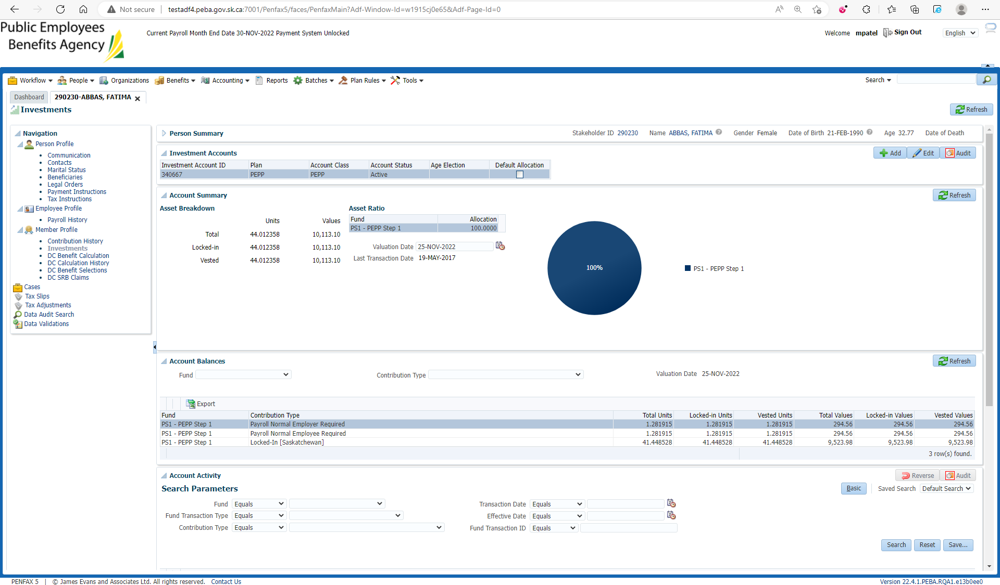 Not secure
testadf4.peba.gov.sk.ca:7001/Penfax5/faces/PenfaxMain?Adf-Window-Id=w1915cj0e65&Adf-Page-Id=0
Public Employees
Benefits Agency
Current Payroll Month End Date 30-NOV-2022 Payment System Unlocked
Welcome mpatel Sign Out English
Workflow People Organizations Benefits Accounting Reports Batches Plan Rules Tools Search
Dashboard 290230-ABBAS, FATIMA
Investments Refresh
Navigation
Person Profile
Communication
Contacts
Marital Status
Beneficiaries
Legal Orders
Payment Instructions
Tax Instructions
Employee Profile
Payroll History
Member Profile
Contribution History
Investments
DC Benefit Calculation
DC Calculation History
DC Benefit Selections
DC SRB Claims
Cases
Tax Slips
Tax Adjustments
Data Audit Search
Data Validations
Person Summary Stakeholder ID 290230 Name ABBAS, FATIMA Gender Female Date of Birth 21-FEB-1990 Age 32.77 Date of Death
Investment Accounts Add Edit Audit
Investment Account ID Plan Account Class Account Status Age Election Default Allocation
340667 PEPP PEPP Active
Account Summary Refresh
Asset Breakdown Asset Ratio
Units Values
Total 44.012358 10,113.10
Locked-in 44.012358 10,113.10
Vested 44.012358 10,113.10
Fund Allocation
PS1 - PEPP Step 1 100.0000
Valuation Date 25-NOV-2022
Last Transaction Date 19-MAY-2017
100%
PS1 - PEPP Step 1
Account Balances Refresh
Fund Contribution Type Valuation Date 25-NOV-2022
Export
Fund Contribution Type Total Units Locked-in Units Vested Units Total Values Locked-in Values Vested Values
PS1 - PEPP Step 1 Payroll Normal Employer Required 1.281915 1.281915 1.281915 294.56 294.56 294.56
PS1 - PEPP Step 1 Payroll Normal Employee Required 1.281915 1.281915 1.281915 294.56 294.56 294.56
PS1 - PEPP Step 1 Locked-In [Saskatchewan] 41.448528 41.448528 41.448528 9,523.98 9,523.98 9,523.98
3 row(s) found.
Account Activity Reverse Audit
Search Parameters Basic Saved Search Default Search
Fund Equals Transaction Date Equals
Fund Transaction Type Equals Effective Date Equals
Contribution Type Equals Fund Transaction ID Equals
Search Reset Save...
PENFAX 5 | © James Evans and Associates Ltd. All rights reserved. Contact Us Version 22.4.1.PEBA.RQA1.e13b0ee0